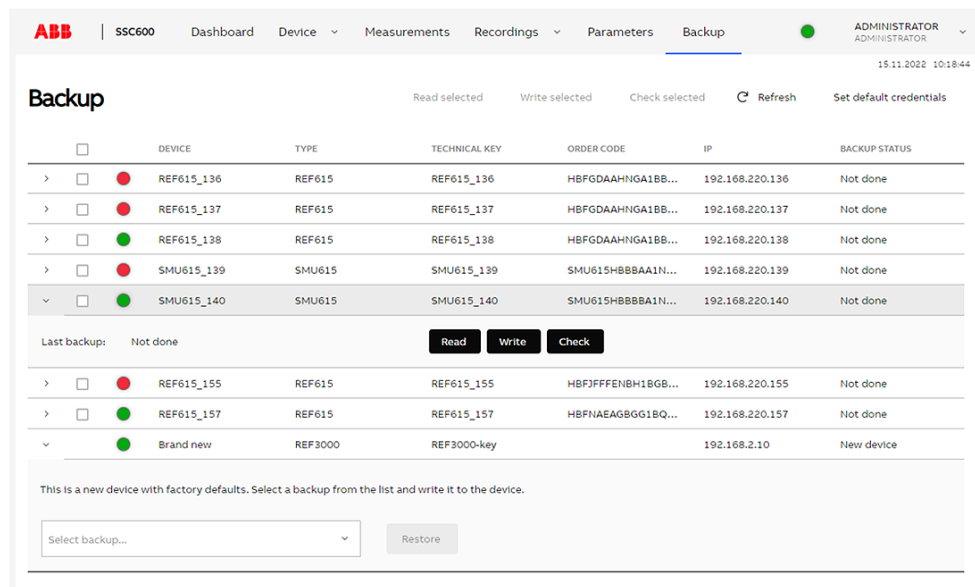 ABB SSC600 Dashboard Device Measurements Recordings Parameters Backup ADMINISTRATOR
ADMINISTRATOR
15.11.2022 10:18:44
Backup Read selected Write selected Check selected Refresh Set default credentials
DEVICE TYPE TECHNICAL KEY ORDER CODE IP BACKUP STATUS
REF615_136 REF615 REF615_136 HBFGDAAHNGA1BB... 192.168.220.136 Not done
REF615_137 REF615 REF615_137 HBFGDAAHNGA1BB... 192.168.220.137 Not done
REF615_138 REF615 REF615_138 HBFGDAAHNGA1BB... 192.168.220.138 Not done
SMU615_139 SMU615 SMU615_139 SMU615HBBBAA1N... 192.168.220.139 Not done
SMU615_140 SMU615 SMU615_140 SMU615HBBBBA1N... 192.168.220.140 Not done
Last backup: Not done Read Write Check
REF615_155 REF615 REF615_155 HBFJFFFENBH1BGB... 192.168.220.155 Not done
REF615_157 REF615 REF615_157 HBFNAEAGBGG1BQ... 192.168.220.157 Not done
Brand new REF3000 REF3000-key 192.168.2.10 New device
This is a new device with factory defaults. Select a backup from the list and write it to the device.
Select backup... Restore